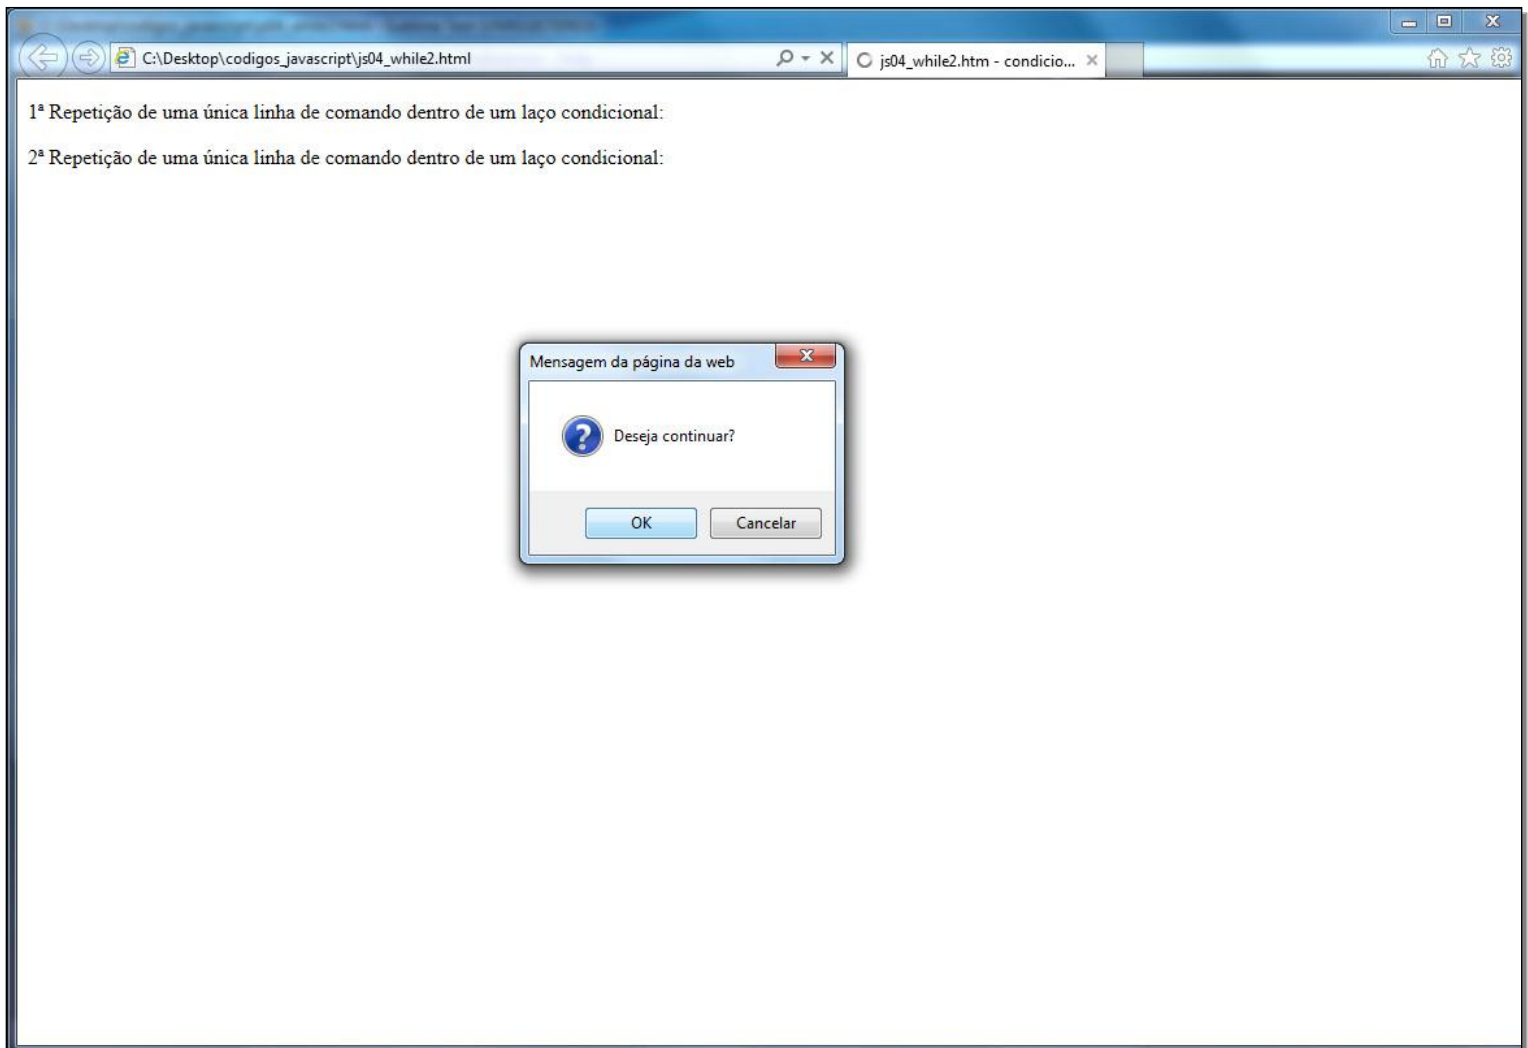 C:\Desktop\codigos_javascript\js04_while2.html
js04_while2.htm - condicio...
1ª Repetição de uma única linha de comando dentro de um laço condicional:
2ª Repetição de uma única linha de comando dentro de um laço condicional:
Mensagem da página da web
Deseja continuar?
OK
Cancelar